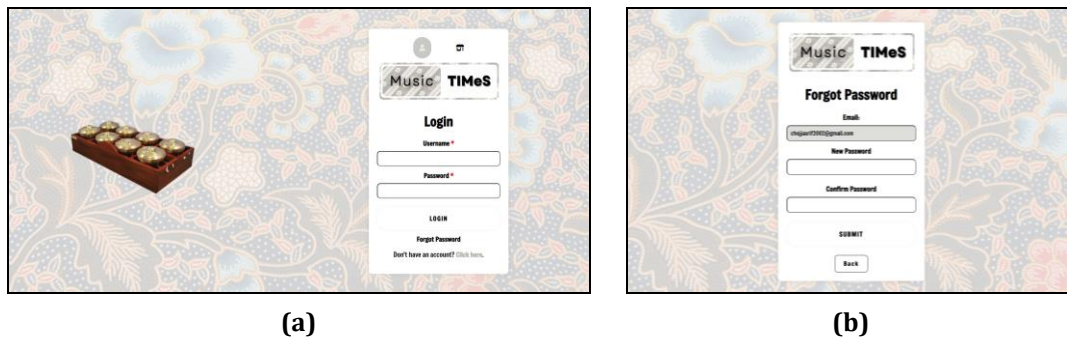 Music TIMeS
Login
Username *
Password *
LOGIN
Forgot Password
Don't have an account? Click here.
(a)
Music TIMeS
Forgot Password
Email:
New Password
Confirm Password
SUBMIT
Back
(b)